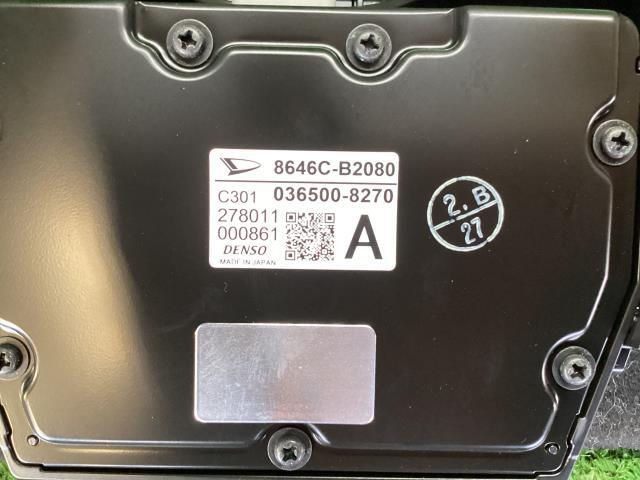 8646C-B2080
C301 036500-8270
278011
000861
A
DENSO
MADE IN JAPAN
2.B
27